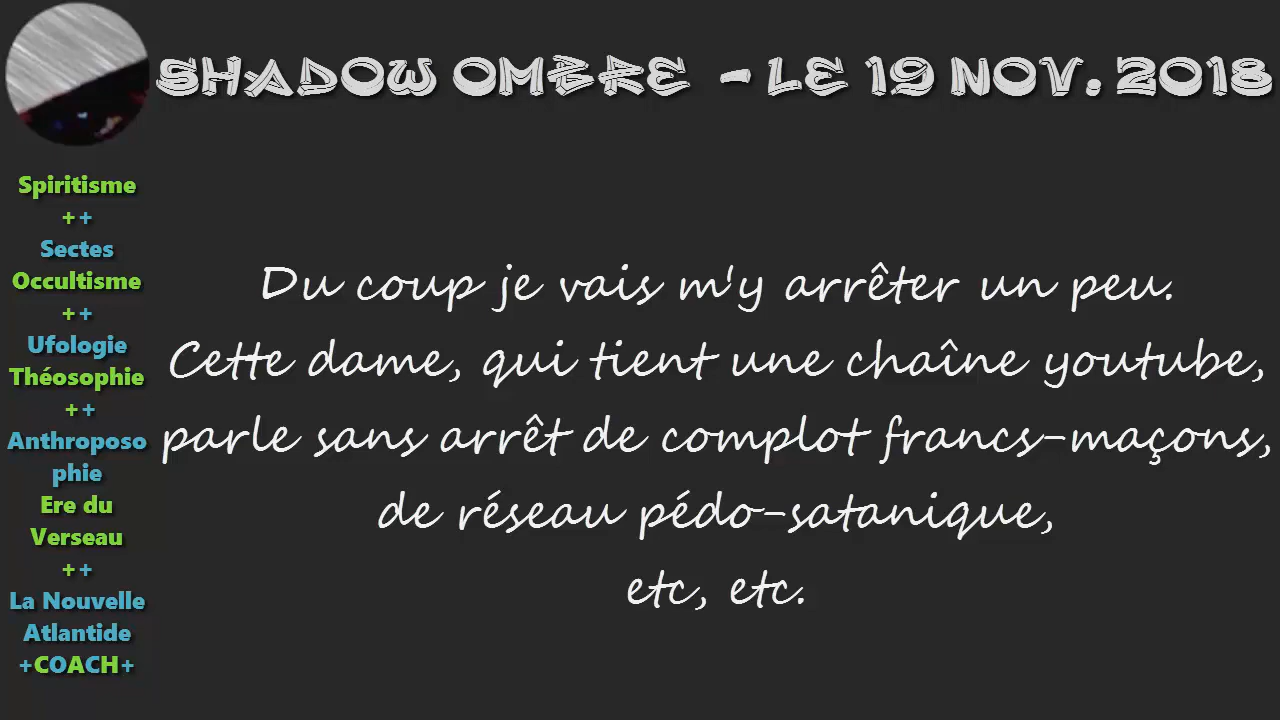 SHADOW OMBRE - LE 19 NOV. 2018
Spiritisme
++
Sectes
Occultisme
++
Ufologie
Théosophie
++
Anthroposo
phie
Ere du
Verseau
++
La Nouvelle
Atlantide
+COACH+
Du coup je vais m'y arrêter un peu.
Cette dame, qui tient une chaîne youtube,
parle sans arrêt de complot francs-maçons,
de réseau pédo-satanique,
etc, etc.